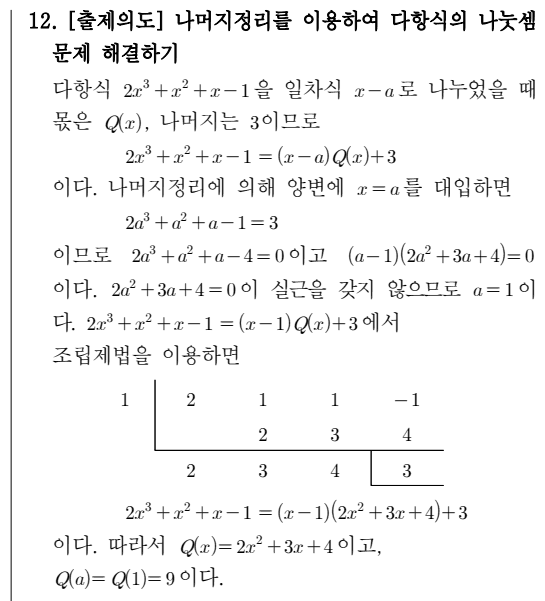 12. [출제의도] 나머지정리를 이용하여 다항식의 나눗셈
문제 해결하기
다항식 2x³+x²+x−1을 일차식 x−a로 나누었을 때
몫은 Q(x), 나머지는 3이므로
2x³+x²+x−1=(x−a)Q(x)+3
이다. 나머지정리에 의해 양변에 x=a를 대입하면
2a³+a²+a−1=3
이므로 2a³+a²+a−4=0이고 (a−1)(2a²+3a+4)=0
이다. 2a²+3a+4=0이 실근을 갖지 않으므로 a=1이
다. 2x³+x²+x−1=(x−1)Q(x)+3에서
조립제법을 이용하면
1 2 1 1 −1
2 3 4
2 3 4 3
2x³+x²+x−1=(x−1)(2x²+3x+4)+3
이다. 따라서 Q(x)=2x²+3x+4이고,
Q(a)=Q(1)=9이다.